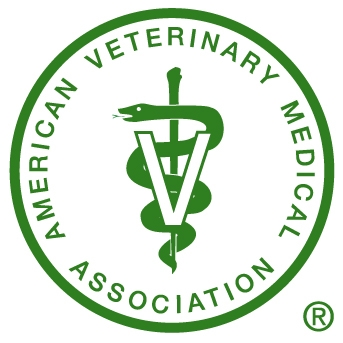 AMERICAN VETERINARY MEDICAL
ASSOCIATION
V
®